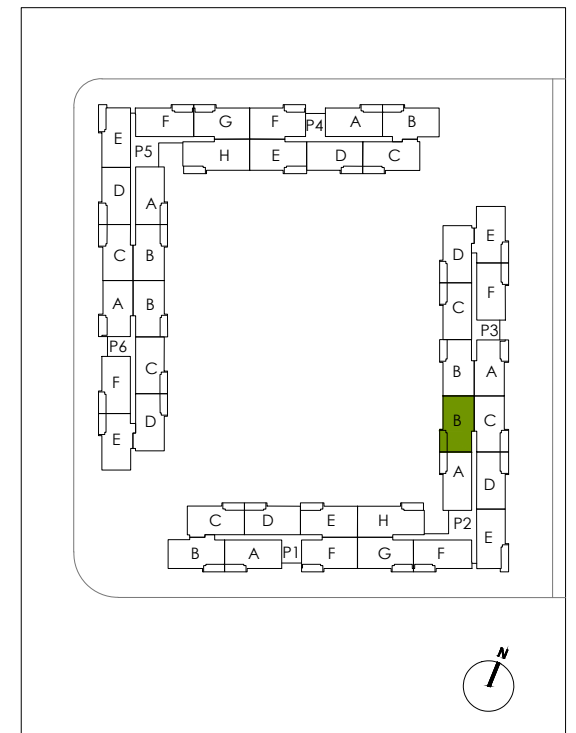 F G F P4 A B
E P5 H E D C
D A
C B
A B
P6 C
F D
E
E
D F
C P3
B A
B C
A D
P2 E
C D E H
B A P1 F G F
N